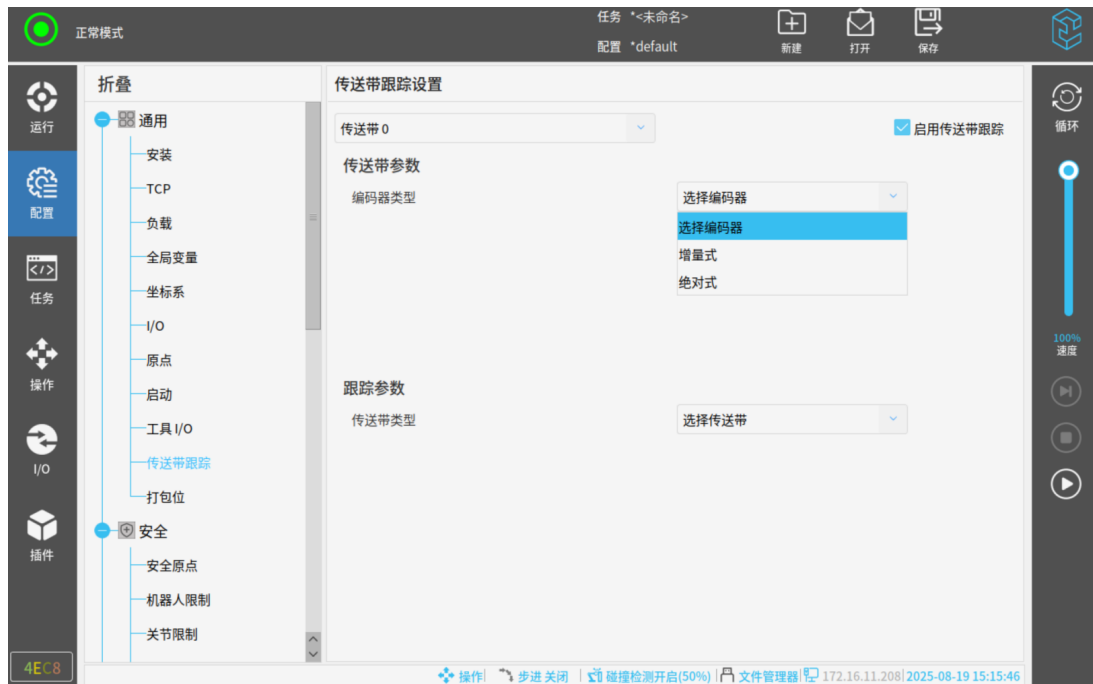 正常模式
任务 *<未命名>
配置 *default
新建
打开
保存
运行
配置
任务
操作
I/O
插件
4EC8
折叠
通用
安装
TCP
负载
全局变量
坐标系
I/O
原点
启动
工具 I/O
传送带跟踪
打包位
安全
安全原点
机器人限制
关节限制
传送带跟踪设置
传送带 0
启用传送带跟踪
传送带参数
编码器类型
选择编码器
选择编码器
增量式
绝对式
跟踪参数
传送带类型
选择传送带
循环
100%
速度
操作
步进 关闭
碰撞检测开启(50%)
文件管理器
172.16.11.208
2025-08-19 15:15:46